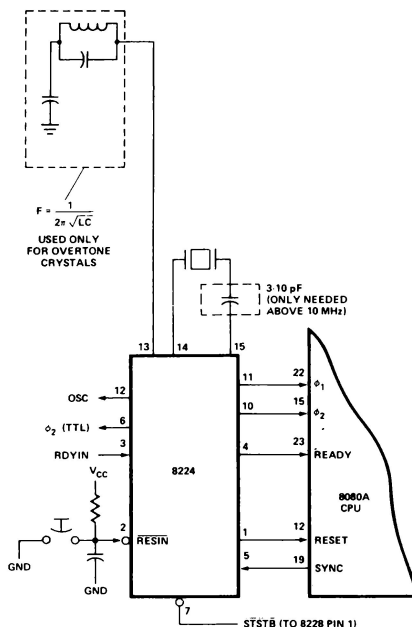 F = 1
2π √LC
USED ONLY
FOR OVERTONE
CRYSTALS
3-10 pF
(ONLY NEEDED
ABOVE 10 MHz)
13
14
15
OSC
12
11
22
ϕ1
ϕ2 (TTL)
6
10
15
ϕ2
RDYIN
3
4
23
READY
VCC
8224
8080A
CPU
2
RESIN
1
12
RESET
GND
5
19
SYNC
GND
7
STSTB (TO 8228 PIN 1)